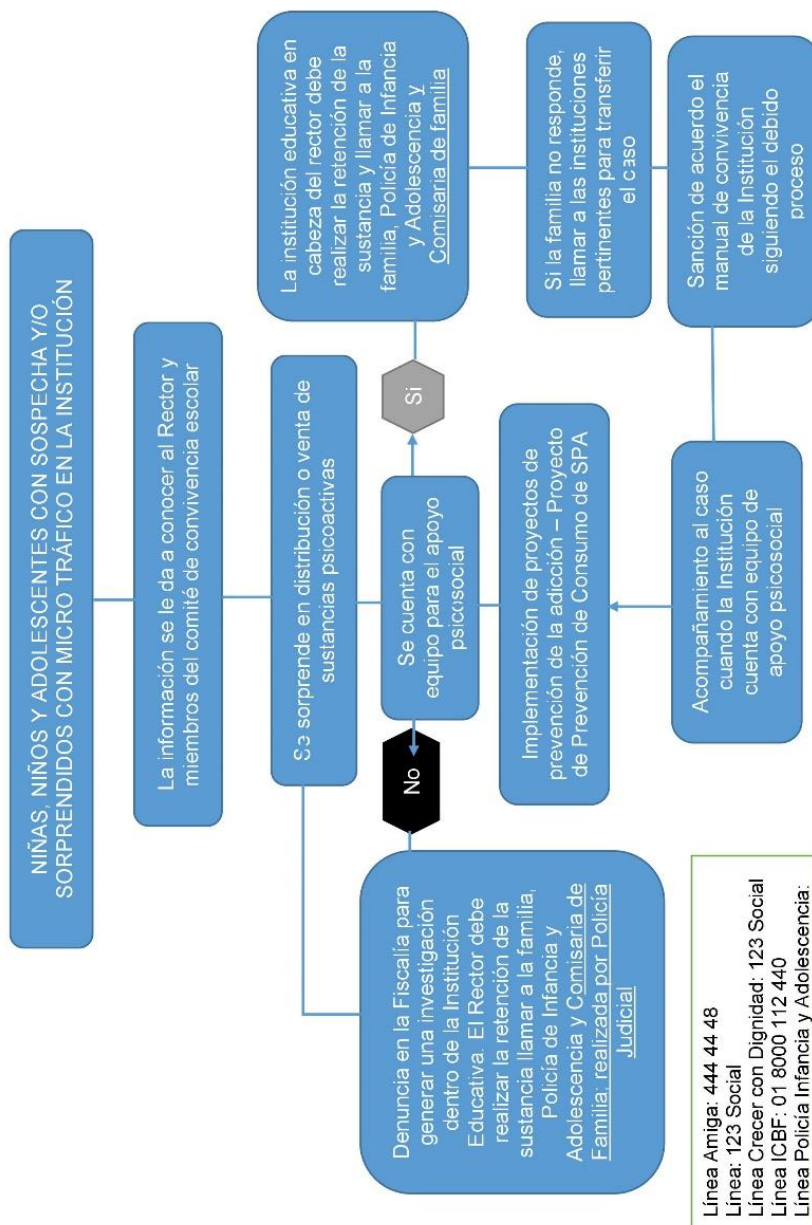 NIÑAS, NIÑOS Y ADOLESCENTES CON SOSPECHA Y/O
SORPRENDIDOS CON MICRO TRÁFICO EN LA INSTITUCIÓN
La información se le da a conocer al Rector y
miembros del comité de convivencia escolar
Se sorprende en distribución o venta de
sustancias psicoactivas
Se cuenta con
equipo para el apoyo
psicosocial
No
Si
Denuncia en la Fiscalía para
generar una investigación
dentro de la Institución
Educativa. El Rector debe
realizar la retención de la
sustancia llamar a la familia,
Policía de Infancia y
Adolescencia y Comisaria de
Familia: realizada por Policía
Judicial
La institución educativa en
cabeza del rector debe
realizar la retención de la
sustancia y llamar a la
familia, Policía de Infancia
y Adolescencia y
Comisaria de familia
Si la familia no responde,
llamar a las instituciones
pertinentes para transferir
el caso
Sanción de acuerdo el
manual de convivencia
de la Institución
siguiendo el debido
proceso
Implementación de proyectos de
prevención de la adicción – Proyecto
de Prevención de Consumo de SPA
Acompañamiento al caso
cuando la Institución
cuenta con equipo de
apoyo psicosocial
Línea Amiga: 444 44 48
Línea: 123 Social
Línea Crecer con Dignidad: 123 Social
Línea ICBF: 01 8000 112 440
Línea Policía Infancia y Adolescencia: